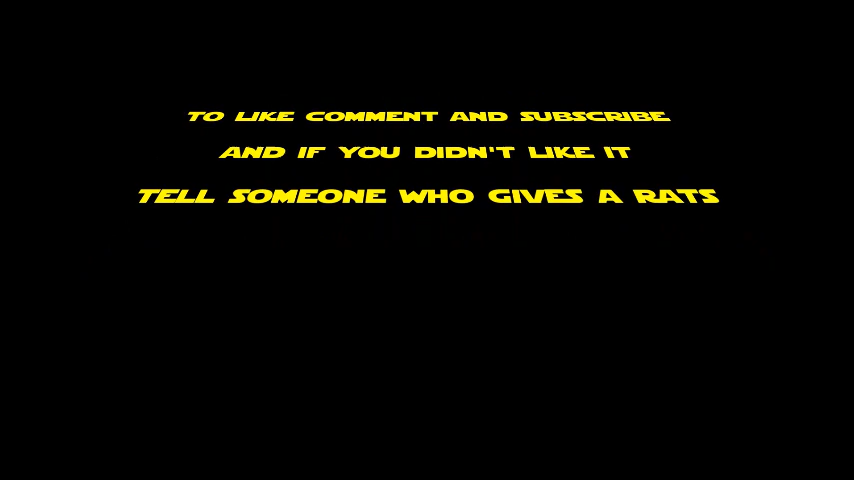 TO LIKE COMMENT AND SUBSCRIBE
AND IF YOU DIDN'T LIKE IT
TELL SOMEONE WHO GIVES A RATS